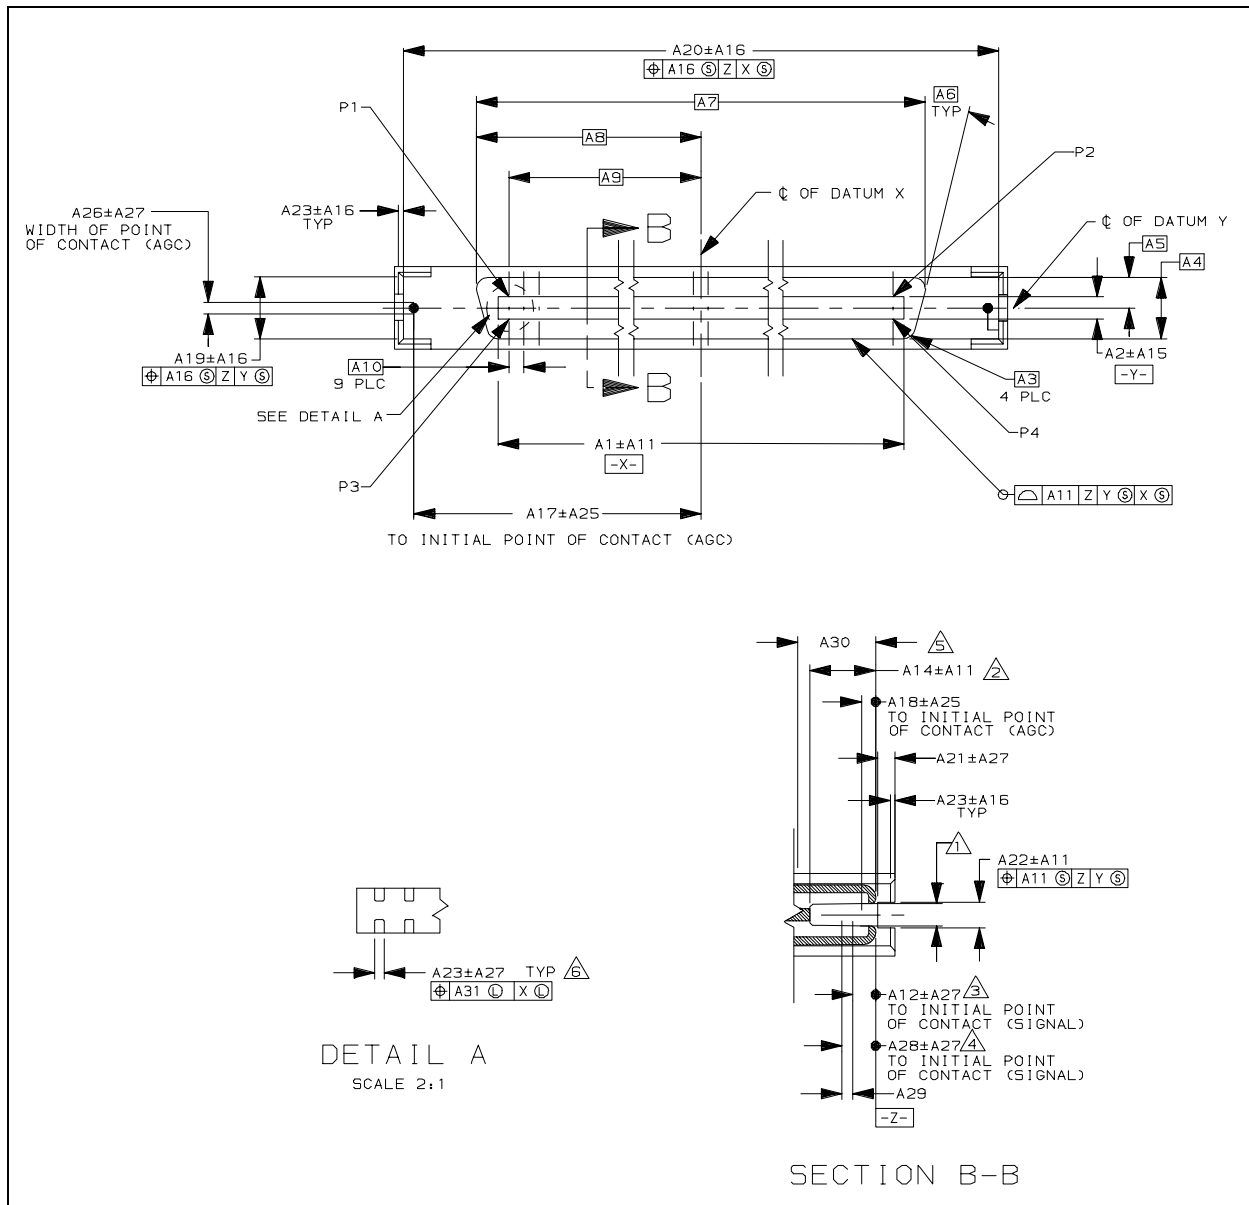 A20±A16
⌖ A16 Ⓢ Z X Ⓢ
A7
A6
TYP
P1
A8
P2
A9
℄ OF DATUM X
A26±A27
WIDTH OF POINT
OF CONTACT (AGC)
A23±A16
TYP
B
℄ OF DATUM Y
A5
A4
A19±A16
⌖ A16 Ⓢ Z Y Ⓢ
A10
9 PLC
B
A2±A15
-Y-
A3
4 PLC
SEE DETAIL A
P4
A1±A11
-X-
P3
⌓ A11 Z Y Ⓢ X Ⓢ
A17±A25
TO INITIAL POINT OF CONTACT (AGC)
A30 5
A14±A11 2
A18±A25
TO INITIAL POINT
OF CONTACT (AGC)
A21±A27
A23±A16
TYP
1
A22±A11
⌖ A11 Ⓢ Z Y Ⓢ
A23±A27 TYP 6
⌖ A31 Ⓛ X Ⓛ
A12±A27 3
TO INITIAL POINT
OF CONTACT (SIGNAL)
A28±A27 4
TO INITIAL POINT
OF CONTACT (SIGNAL)
A29
-Z-
DETAIL A
SCALE 2:1
SECTION B-B